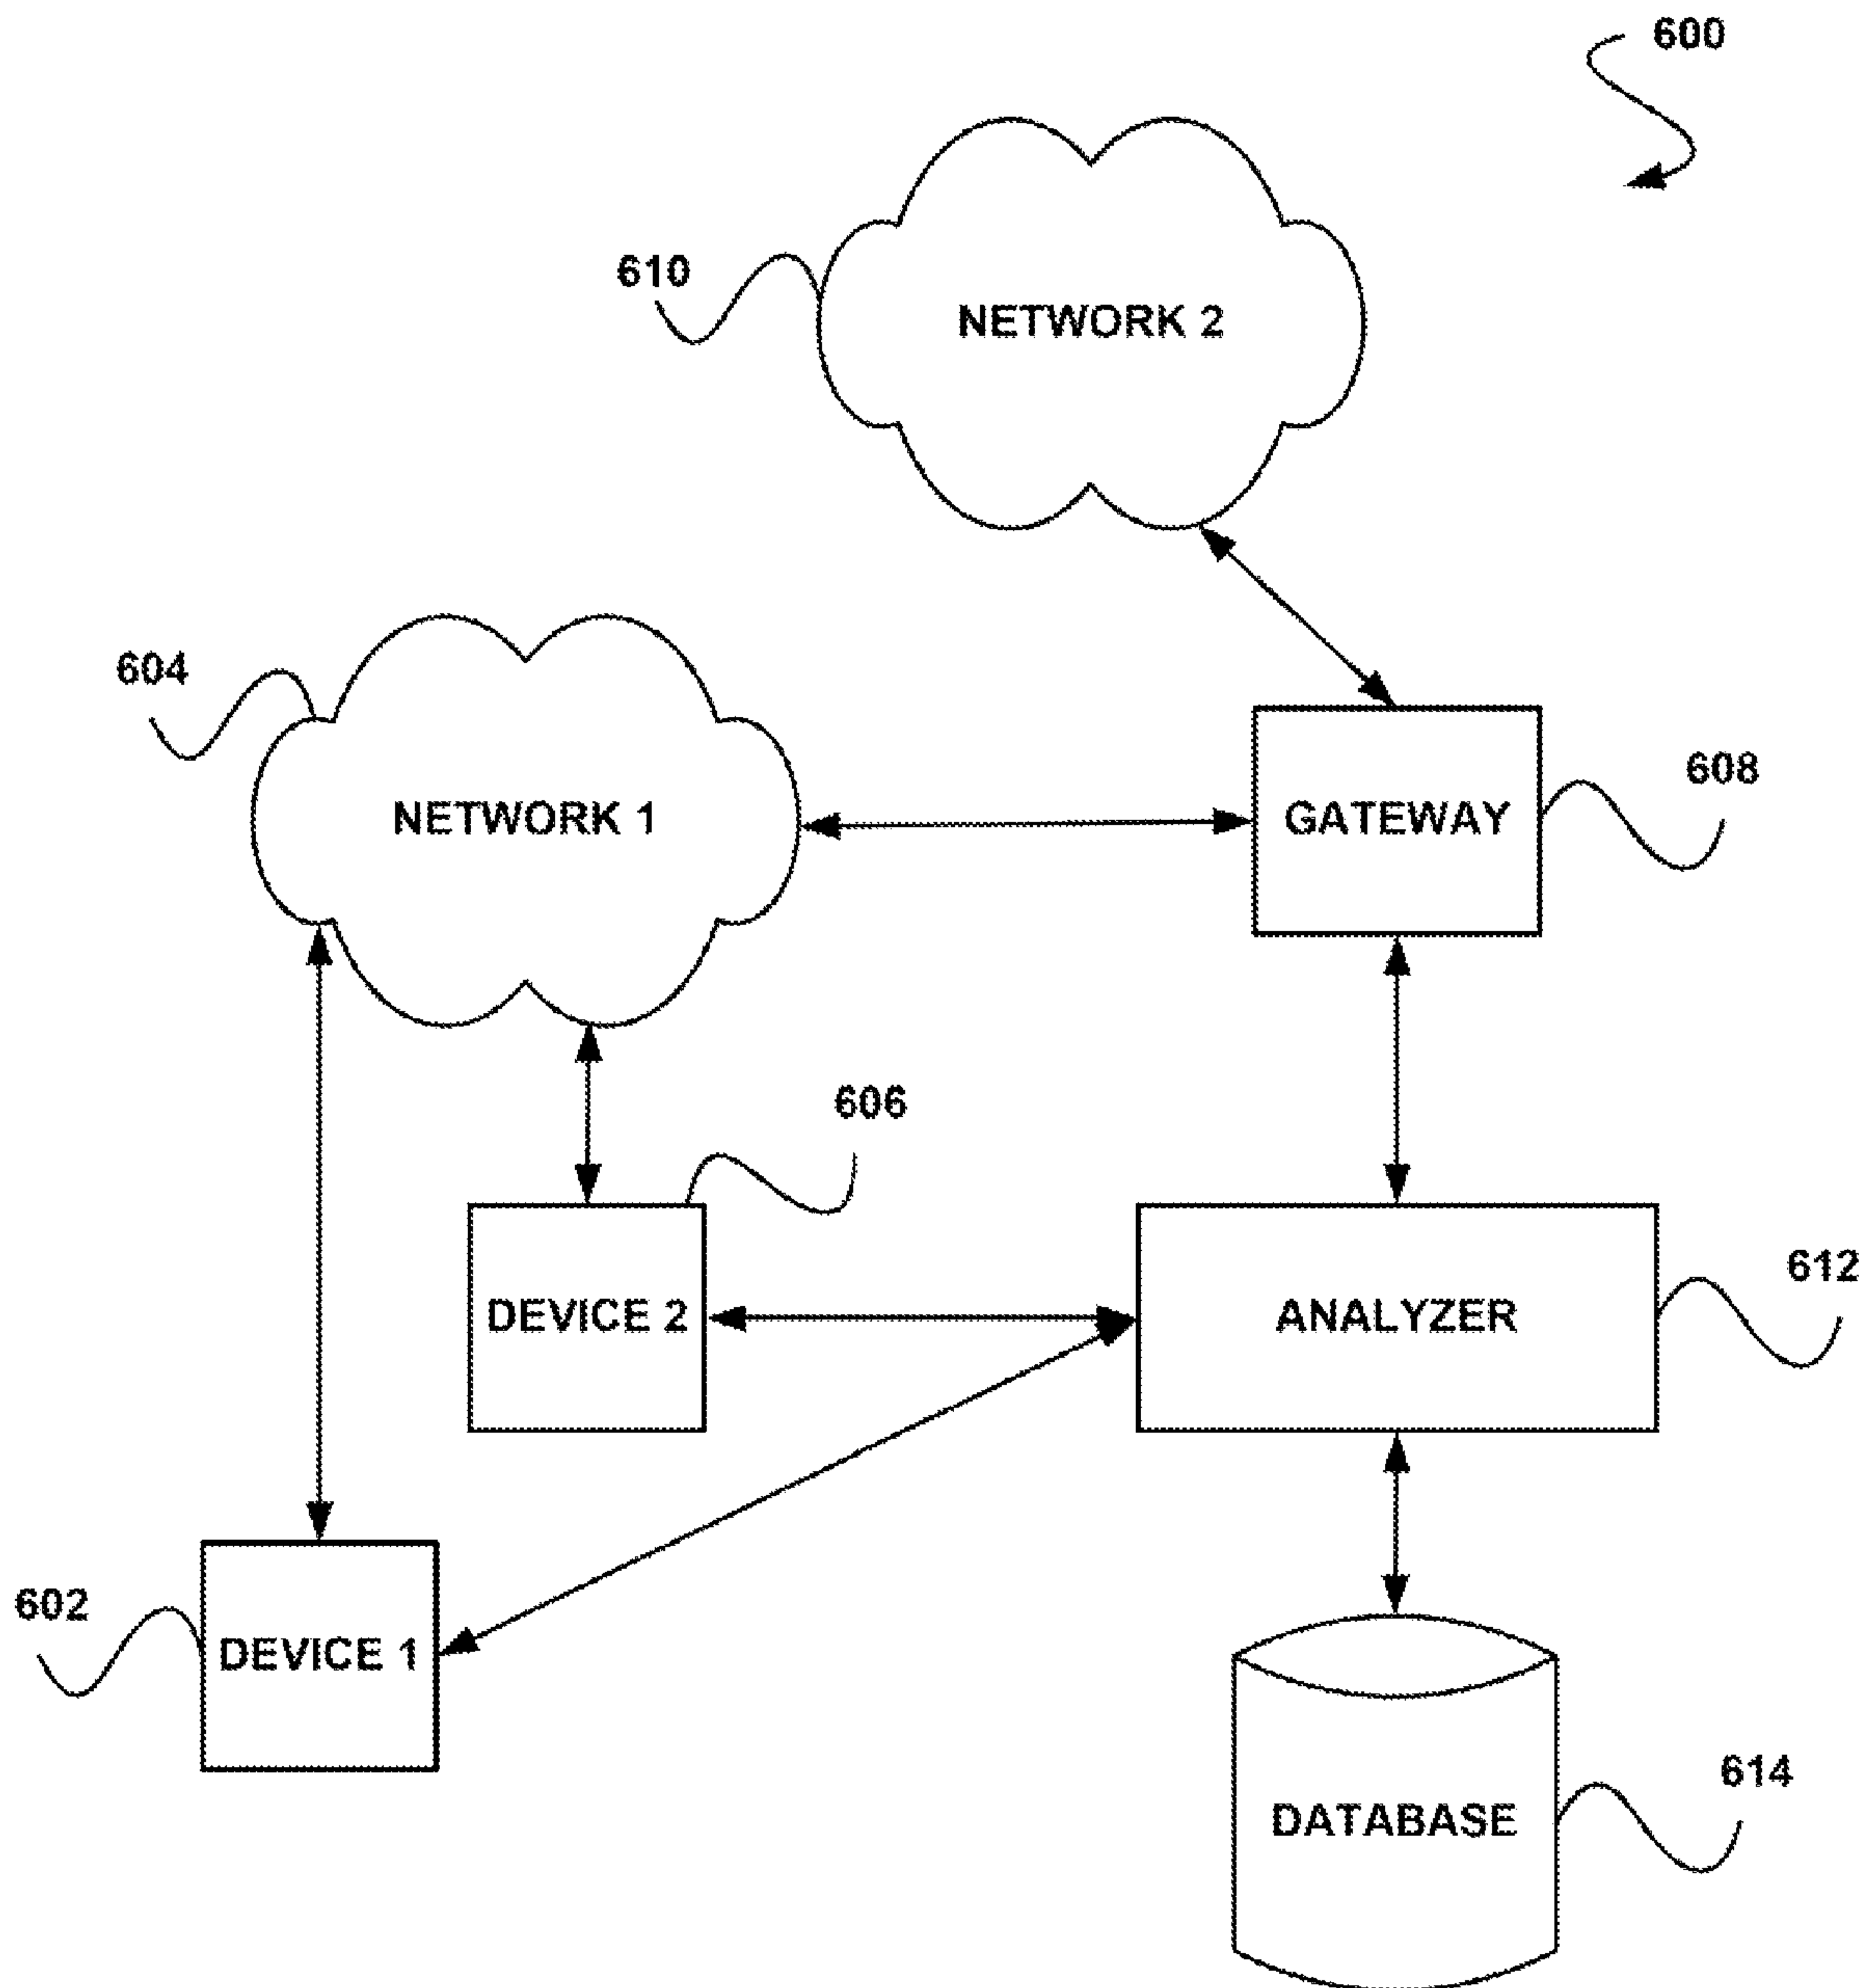 600
610
NETWORK 2
604
NETWORK 1
608
GATEWAY
606
612
DEVICE 2
ANALYZER
602
DEVICE 1
614
DATABASE